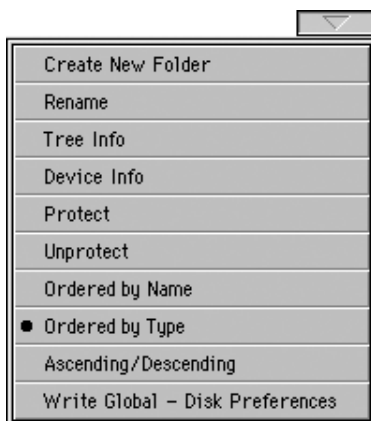 Create New Folder
Rename
Tree Info
Device Info
Protect
Unprotect
Ordered by Name
Ordered by Type
Ascending/Descending
Write Global - Disk Preferences